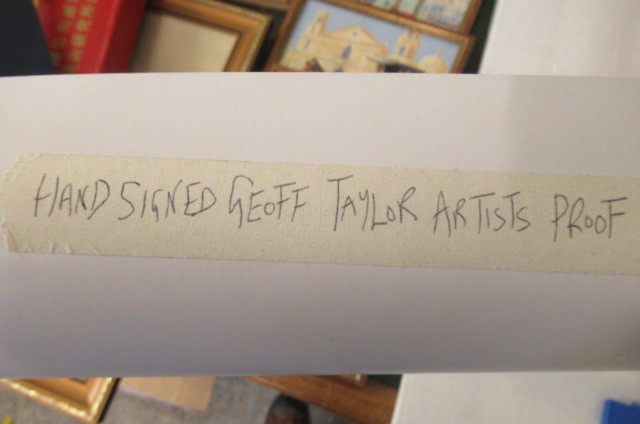 HAND SIGNED GEOFF TAYLOR ARTISTS PROOF